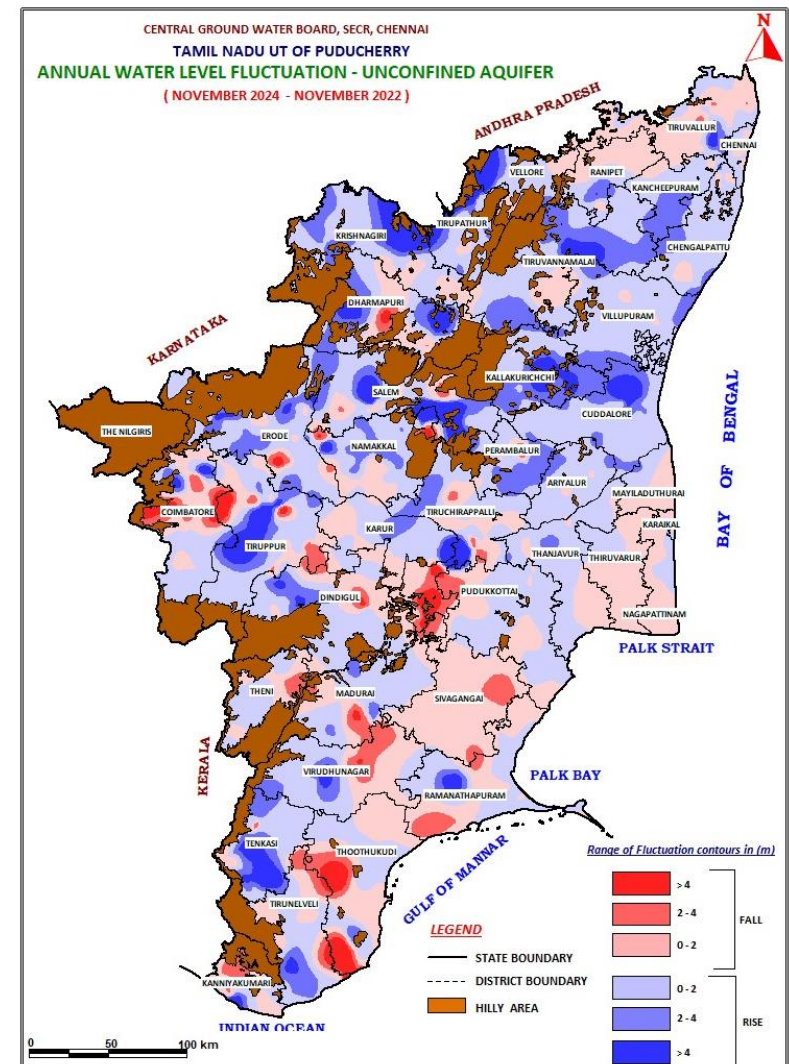 CENTRAL GROUND WATER BOARD, SECR, CHENNAI
TAMIL NADU UT OF PUDUCHERRY
ANNUAL WATER LEVEL FLUCTUATION - UNCONFINED AQUIFER
( NOVEMBER 2024 - NOVEMBER 2022 )
N
ANDHRA PRADESH
TIRUVALLUR
CHENNAI
VELLORE
RANIPET
KANCHEEPURAM
TIRUPATHUR
KRISHNAGIRI
CHENGALPATTU
TIRUVANNAMALAI
DHARMAPURI
VILLUPURAM
KARNATAKA
KALLAKURICHCHI
SALEM
CUDDALORE
THE NILGIRIS
ERODE
NAMAKKAL
PERAMBALUR
BAY OF BENGAL
ARIYALUR
MAYILADUTHURAI
COIMBATORE
TIRUCHIRAPPALLI
KARAIKAL
KARUR
TIRUPPUR
THANJAVUR
THIRUVARUR
DINDIGUL
PUDUKKOTTAI
NAGAPATTINAM
PALK STRAIT
THENI
MADURAI
SIVAGANGAI
KERALA
VIRUDHUNAGAR
PALK BAY
RAMANATHAPURAM
TENKASI
THOOTHUKUDI
GULF OF MANNAR
TIRUNELVELI
KANNIYAKUMARI
INDIAN OCEAN
0 50 100 km
LEGEND
STATE BOUNDARY
DISTRICT BOUNDARY
HILLY AREA
Range of Fluctuation contours in (m)
> 4
2 - 4
0 - 2
FALL
0 - 2
2 - 4
> 4
RISE